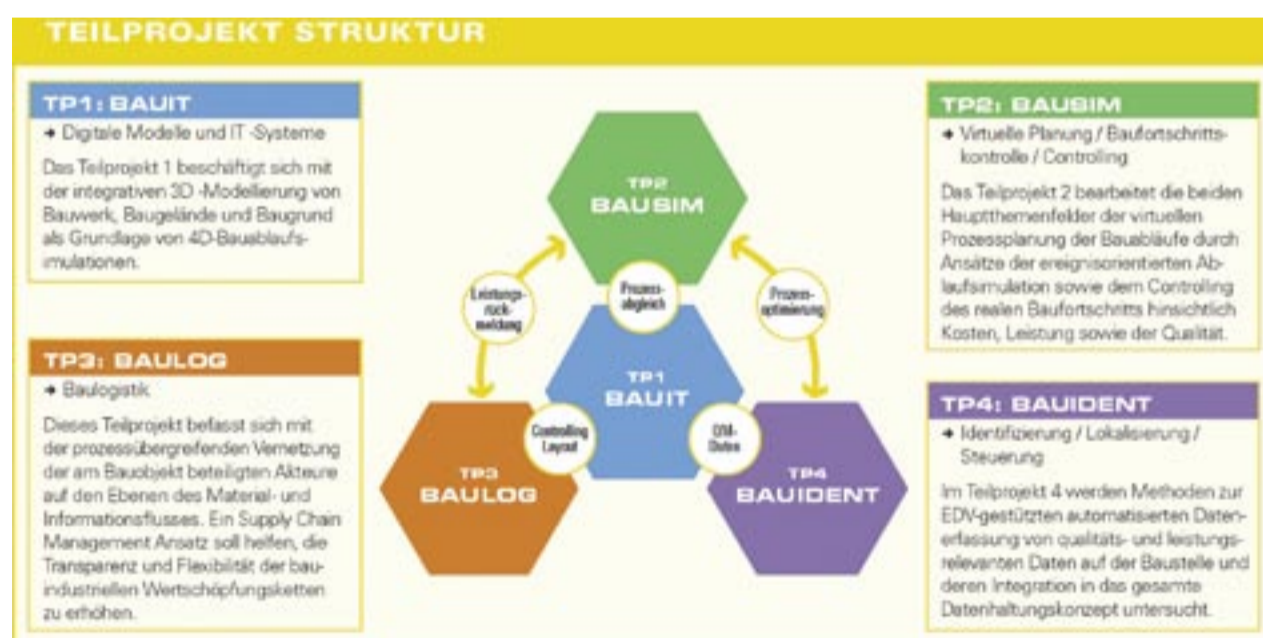 TEILPROJEKT STRUKTUR
TP1: BAUIT
→ Digitale Modelle und IT -Systeme
Das Teilprojekt 1 beschäftigt sich mit
der integrativen 3D -Modellierung von
Bauwerk, Baugelände und Baugrund
als Grundlage von 4D-Bauablaufs-
imulationen.
TP3: BAULOG
→ Baulogistik
Dieses Teilprojekt befasst sich mit
der prozessübergreifenden Vernetzung
der am Bauobjekt beteiligten Akteure
auf den Ebenen des Material- und
Informationsflusses. Ein Supply Chain
Management Ansatz soll helfen, die
Transparenz und Flexibilität der bau-
industriellen Wertschöpfungsketten
zu erhöhen.
TP2
BAUSIM
Leistungs-
rück-
meldung
Prozess-
abgleich
Prozess-
optimierung
TP1
BAUIT
Controlling
Layout
Daten
TP3
BAULOG
TP4
BAUIDENT
TP2: BAUSIM
→ Virtuelle Planung / Baufortschritts-
kontrolle / Controlling
Das Teilprojekt 2 bearbeitet die beiden
Hauptthemenfelder der virtuellen
Prozessplanung der Bauabläufe durch
Ansätze der ereignisorientierten Ab-
laufsimulation sowie dem Controlling
des realen Baufortschritts hinsichtlich
Kosten, Leistung sowie der Qualität.
TP4: BAUIDENT
→ Identifizierung / Lokalisierung /
Steuerung
Im Teilprojekt 4 werden Methoden zur
EDV-gestützten automatisierten Daten-
erfassung von qualitäts- und leistungs-
relevanten Daten auf der Baustelle und
deren Integration in das gesamte
Datenhaltungskonzept untersucht.